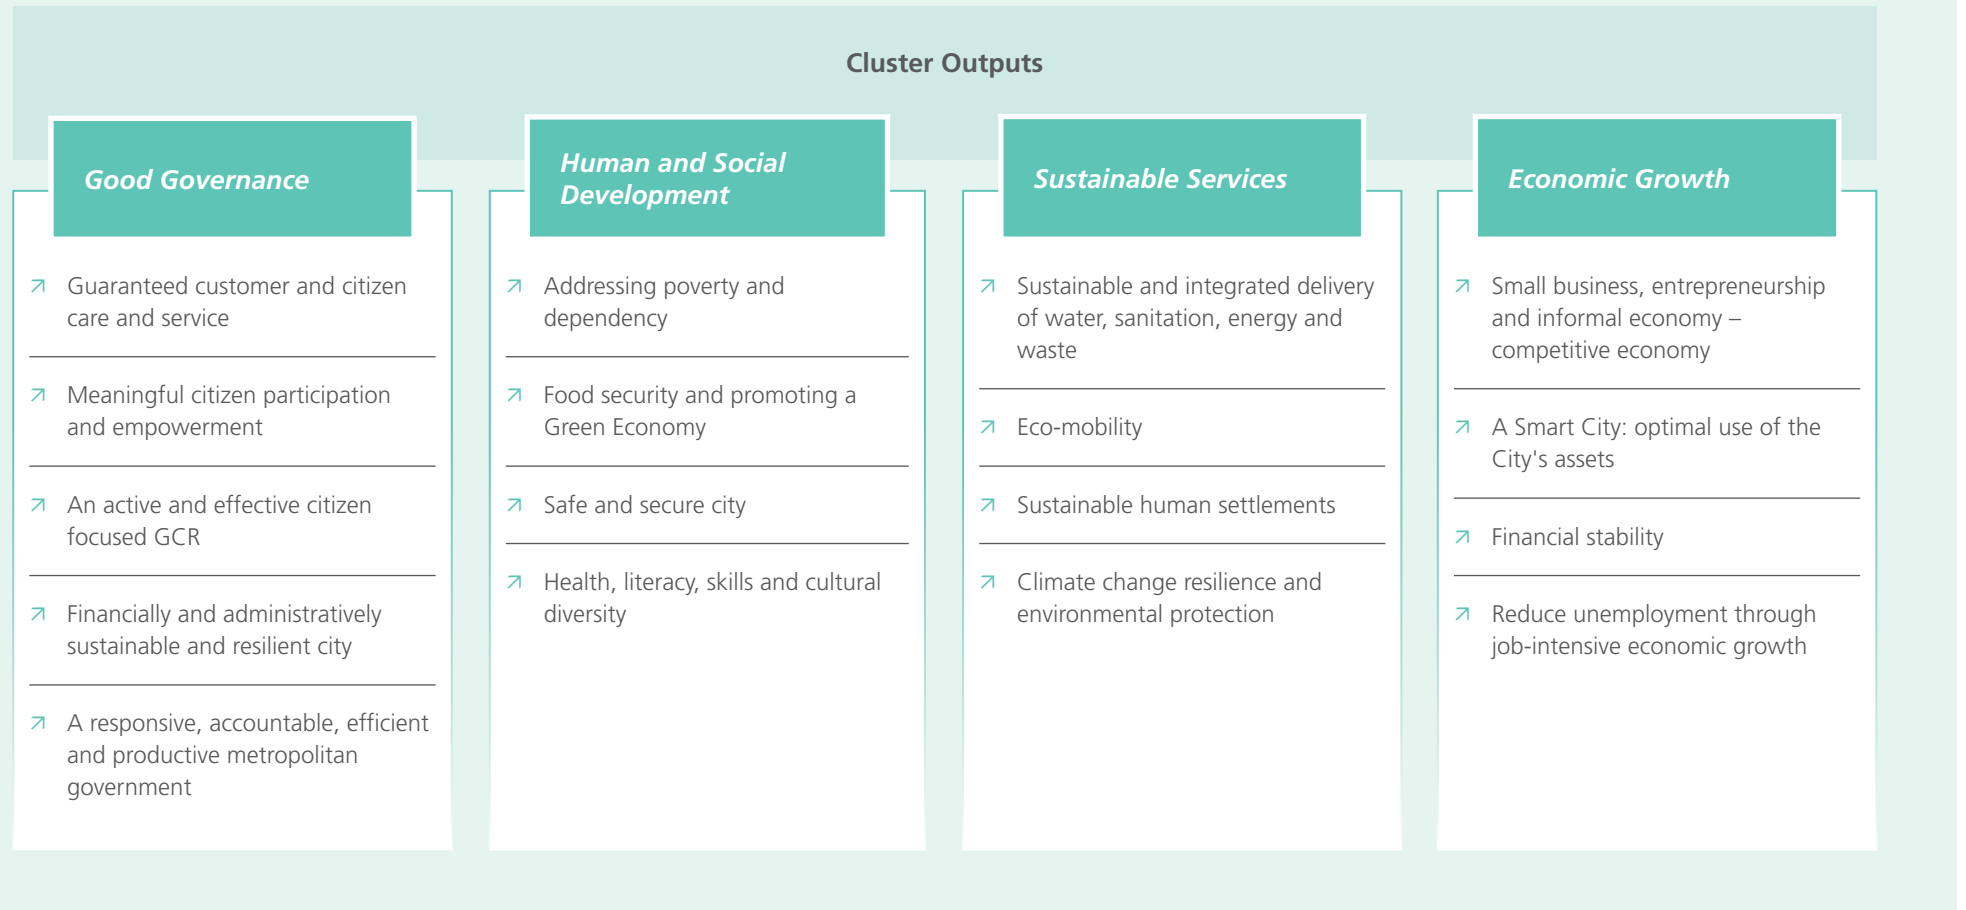 Cluster Outputs
Good Governance
Guaranteed customer and citizen
care and service
Meaningful citizen participation
and empowerment
An active and effective citizen
focused GCR
Financially and administratively
sustainable and resilient city
A responsive, accountable, efficient
and productive metropolitan
government
Human and Social
Development
Addressing poverty and
dependency
Food security and promoting a
Green Economy
Safe and secure city
Health, literacy, skills and cultural
diversity
Sustainable Services
Sustainable and integrated delivery
of water, sanitation, energy and
waste
Eco-mobility
Sustainable human settlements
Climate change resilience and
environmental protection
Economic Growth
Small business, entrepreneurship
and informal economy –
competitive economy
A Smart City: optimal use of the
City's assets
Financial stability
Reduce unemployment through
job-intensive economic growth